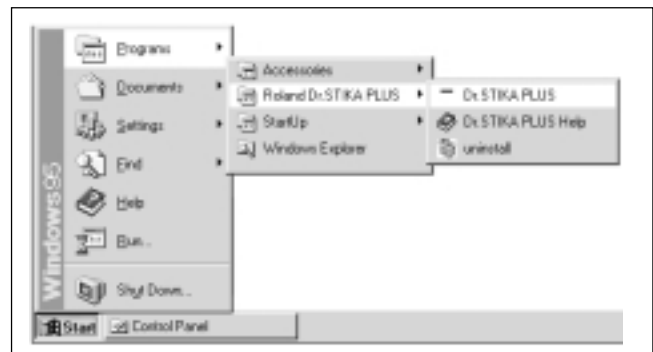 Programs
Documents
Settings
Find
Help
Run...
Shut Down...
Windows95
Accessories
Roland Dr.STIKA PLUS
StartUp
Windows Explorer
Dr.STIKA PLUS
Dr.STIKA PLUS Help
uninstall
Start
Control Panel